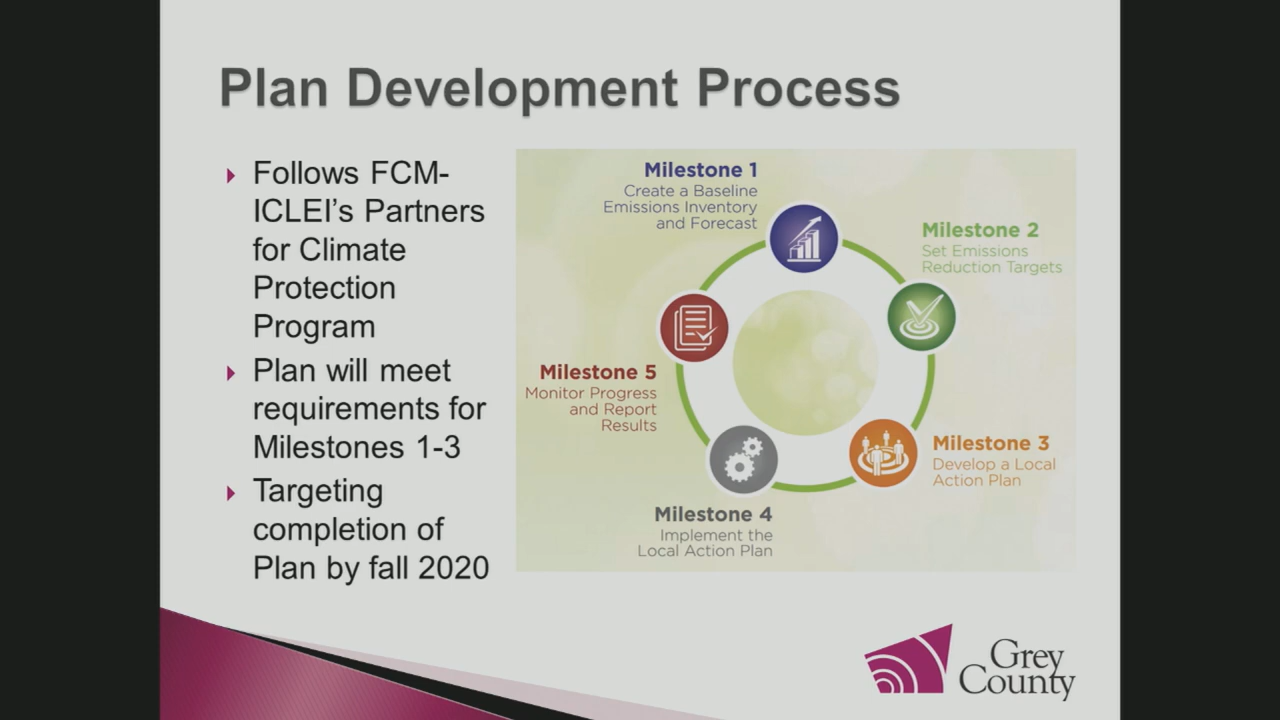 Plan Development Process
Follows FCM-
ICLEI’s Partners
for Climate
Protection
Program
Plan will meet
requirements for
Milestones 1-3
Targeting
completion of
Plan by fall 2020
Milestone 1
Create a Baseline
Emissions Inventory
and Forecast
Milestone 2
Set Emissions
Reduction Targets
Milestone 3
Develop a Local
Action Plan
Milestone 4
Implement the
Local Action Plan
Milestone 5
Monitor Progress
and Report
Results
Grey
County